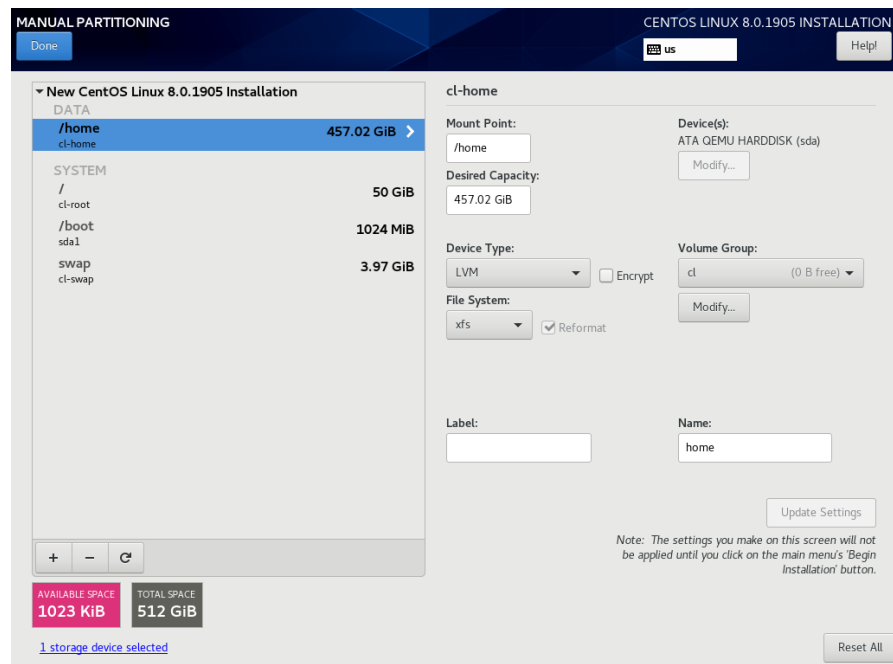 MANUAL PARTITIONING
CENTOS LINUX 8.0.1905 INSTALLATION
Done
us
Help!
New CentOS Linux 8.0.1905 Installation
DATA
/home
457.02 GiB
cl-home
SYSTEM
/
50 GiB
cl-root
/boot
1024 MiB
sda1
swap
3.97 GiB
cl-swap
+ −
AVAILABLE SPACE
1023 KiB
TOTAL SPACE
512 GiB
1 storage device selected
cl-home
Mount Point:
/home
Device(s):
ATA QEMU HARDDISK (sda)
Modify...
Desired Capacity:
457.02 GiB
Device Type:
LVM
Encrypt
Volume Group:
cl (0 B free)
Modify...
File System:
xfs
Reformat
Label:
Name:
home
Update Settings
Note: The settings you make on this screen will not
be applied until you click on the main menu's 'Begin
Installation' button.
Reset All